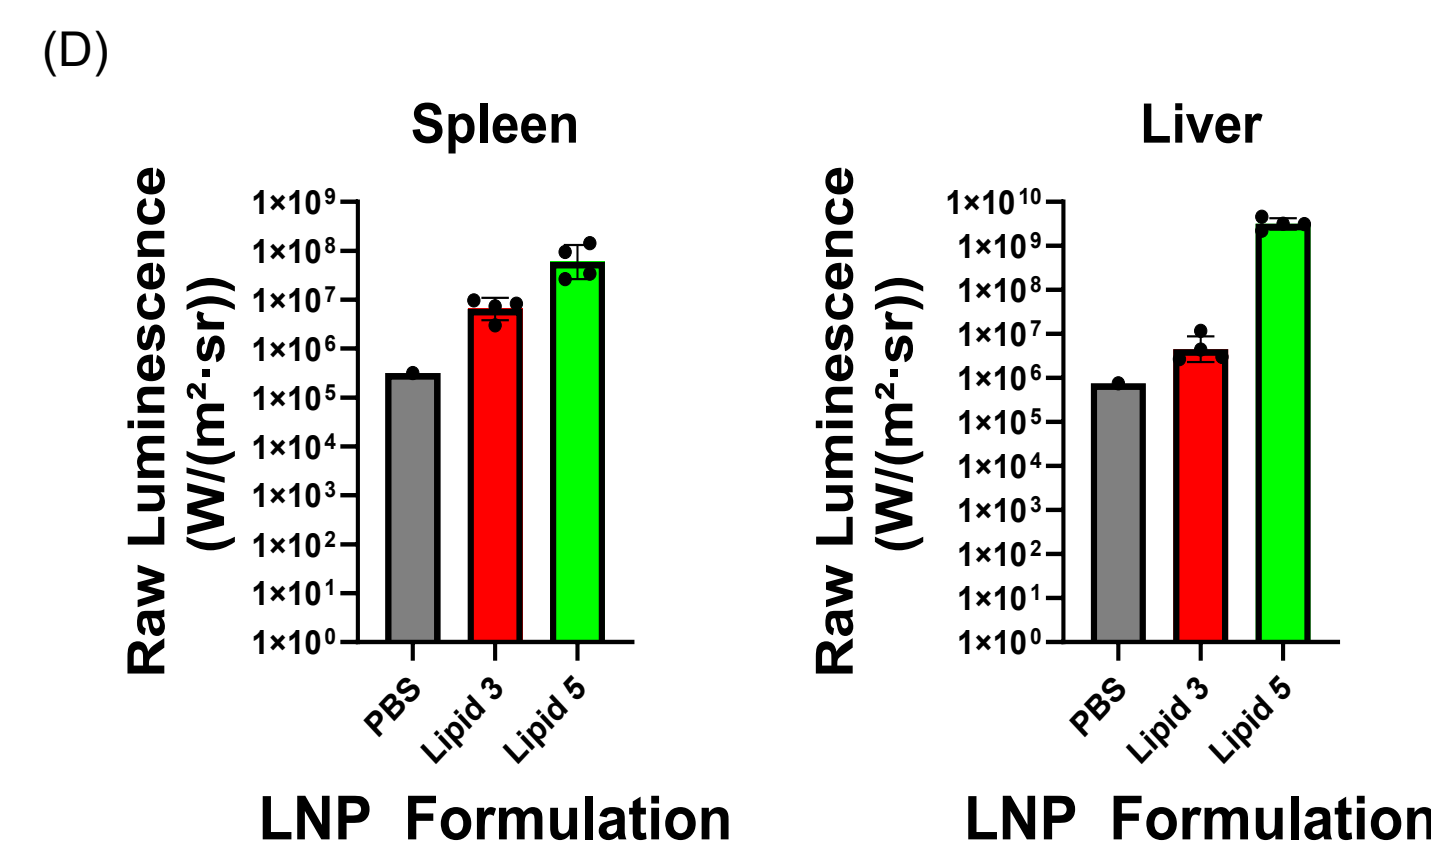 (D)
Spleen
Raw Luminescence
(W/(m²·sr))
1×10⁹
1×10⁸
1×10⁷
1×10⁶
1×10⁵
1×10⁴
1×10³
1×10²
1×10¹
1×10⁰
PBS
Lipid 3
Lipid 5
LNP Formulation
Liver
Raw Luminescence
(W/(m²·sr))
1×10¹⁰
1×10⁹
1×10⁸
1×10⁷
1×10⁶
1×10⁵
1×10⁴
1×10³
1×10²
1×10¹
1×10⁰
PBS
Lipid 3
Lipid 5
LNP Formulation